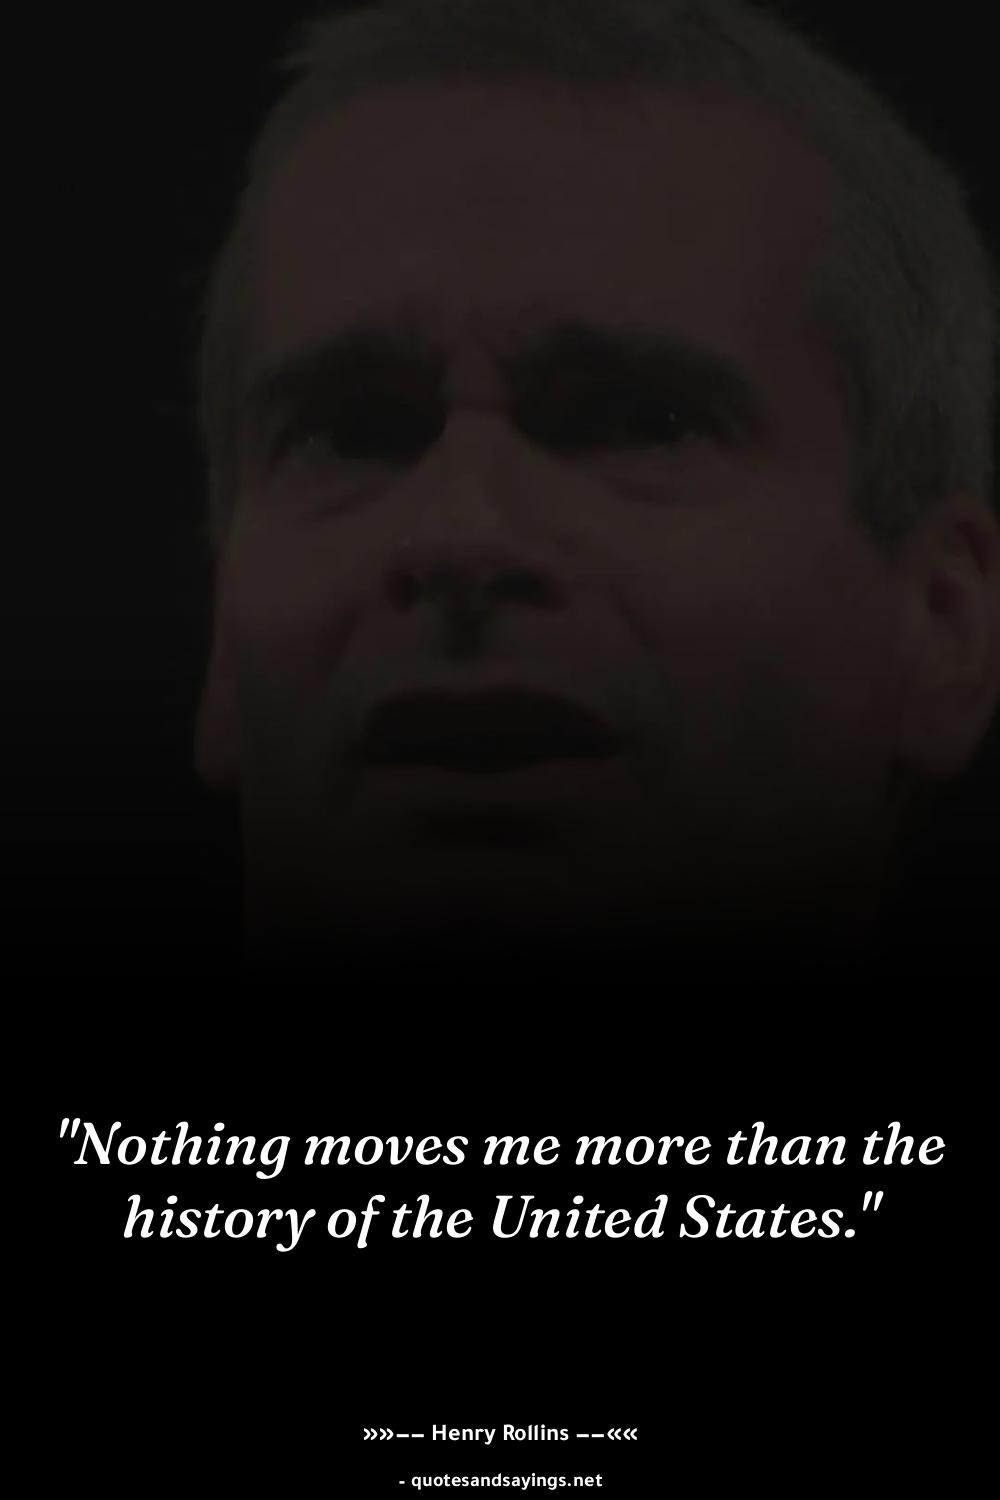 "Nothing moves me more than the
history of the United States."
»»−− Henry Rollins −−««
- quotesandsayings.net